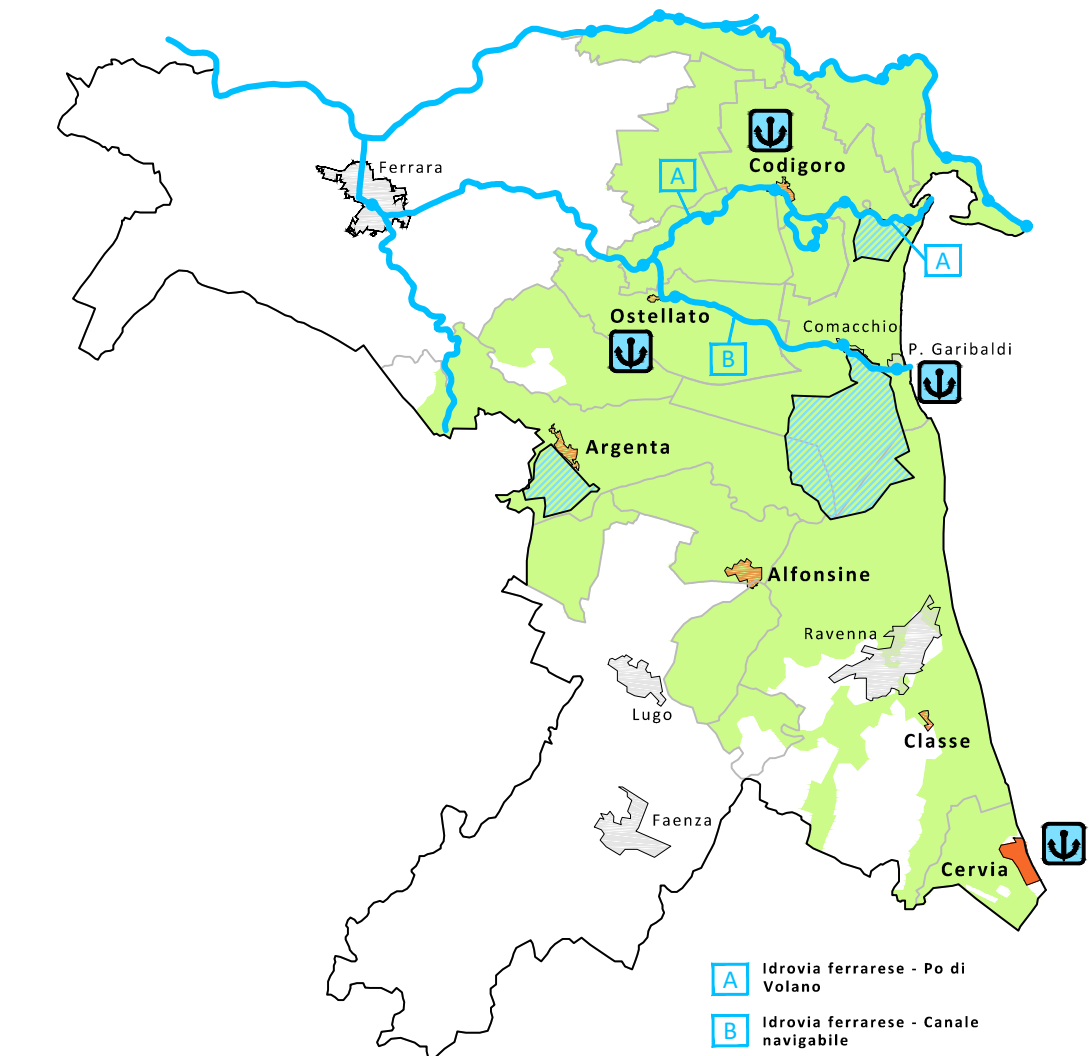 Ferrara
Codigoro
A
A
Ostellato
Comacchio
B
P. Garibaldi
Argenta
Alfonsine
Ravenna
Lugo
Classe
Faenza
Cervia
A
Idrovia ferrarese - Po di
Volano
B
Idrovia ferrarese - Canale
navigabile